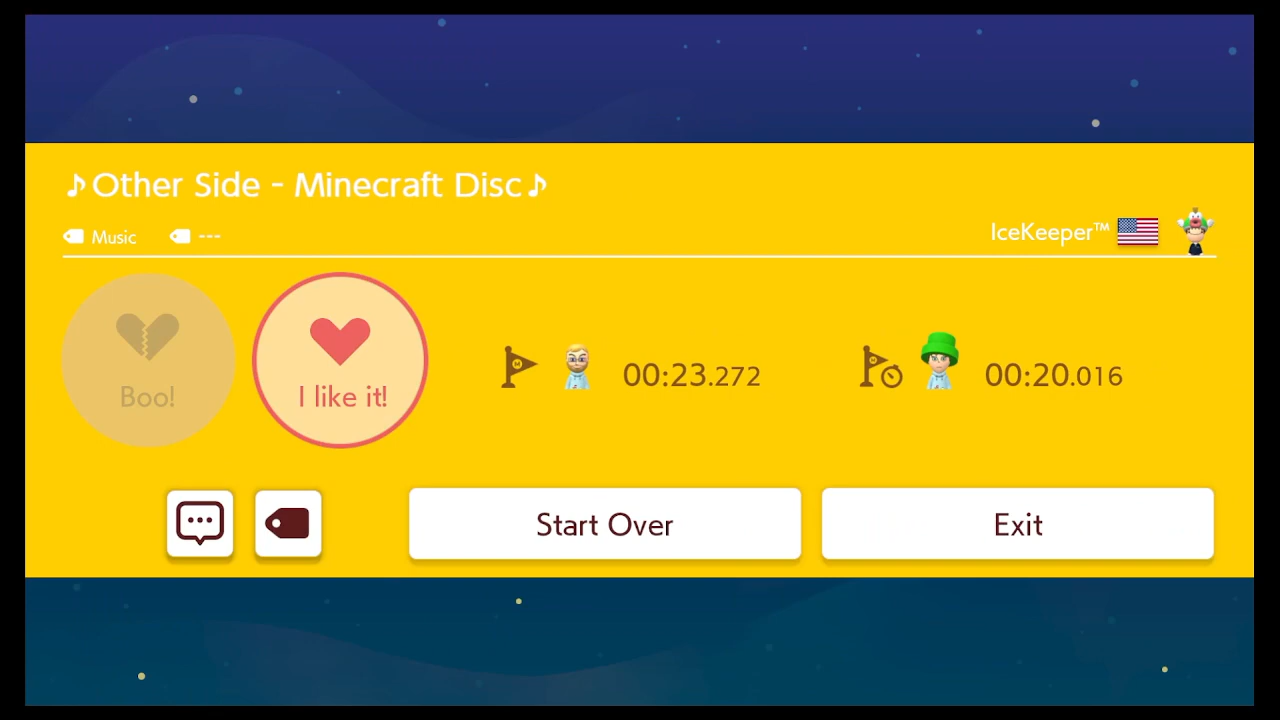 ♪Other Side - Minecraft Disc♪
Music ---
IceKeeper™
Boo!
I like it!
M 00:23.272
M 00:20.016
Start Over
Exit